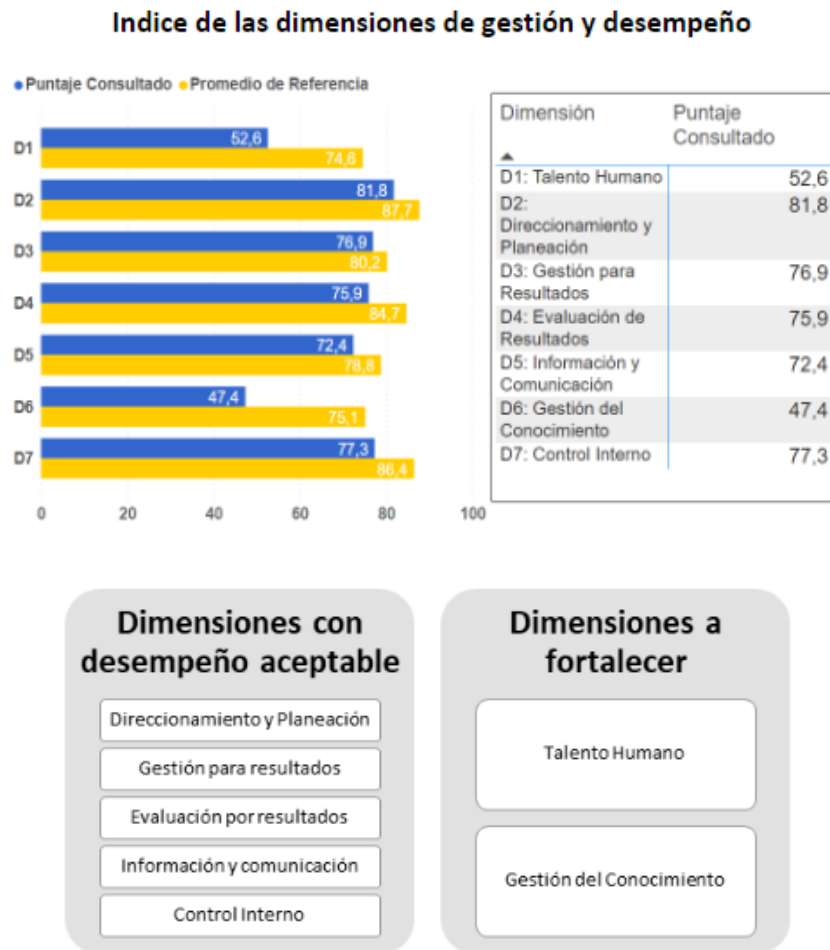 Indice de las dimensiones de gestión y desempeño
Puntaje Consultado Promedio de Referencia
D1
52,6
74,6
D2
81,8
87,7
D3
76,9
80,2
D4
75,9
84,7
D5
72,4
78,8
D6
47,4
75,1
D7
77,3
86,4
0 20 40 60 80 100
Dimensión Puntaje
Consultado
D1: Talento Humano 52,6
D2: 81,8
Direccionamiento y
Planeación
D3: Gestión para 76,9
Resultados
D4: Evaluación de 75,9
Resultados
D5: Información y 72,4
Comunicación
D6: Gestión del 47,4
Conocimiento
D7: Control Interno 77,3
Dimensiones con
desempeño aceptable
Direccionamiento y Planeación
Gestión para resultados
Evaluación por resultados
Información y comunicación
Control Interno
Dimensiones a
fortalecer
Talento Humano
Gestión del Conocimiento